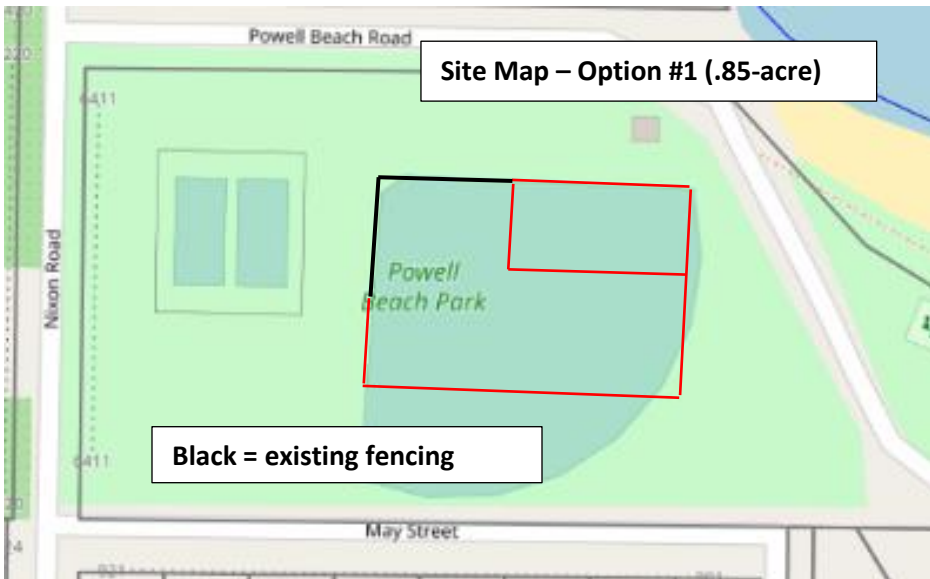 Powell Beach Road
Site Map – Option #1 (.85-acre)
220
6411
Nixon Road
Powell
Beach Park
Black = existing fencing
6411
May Street